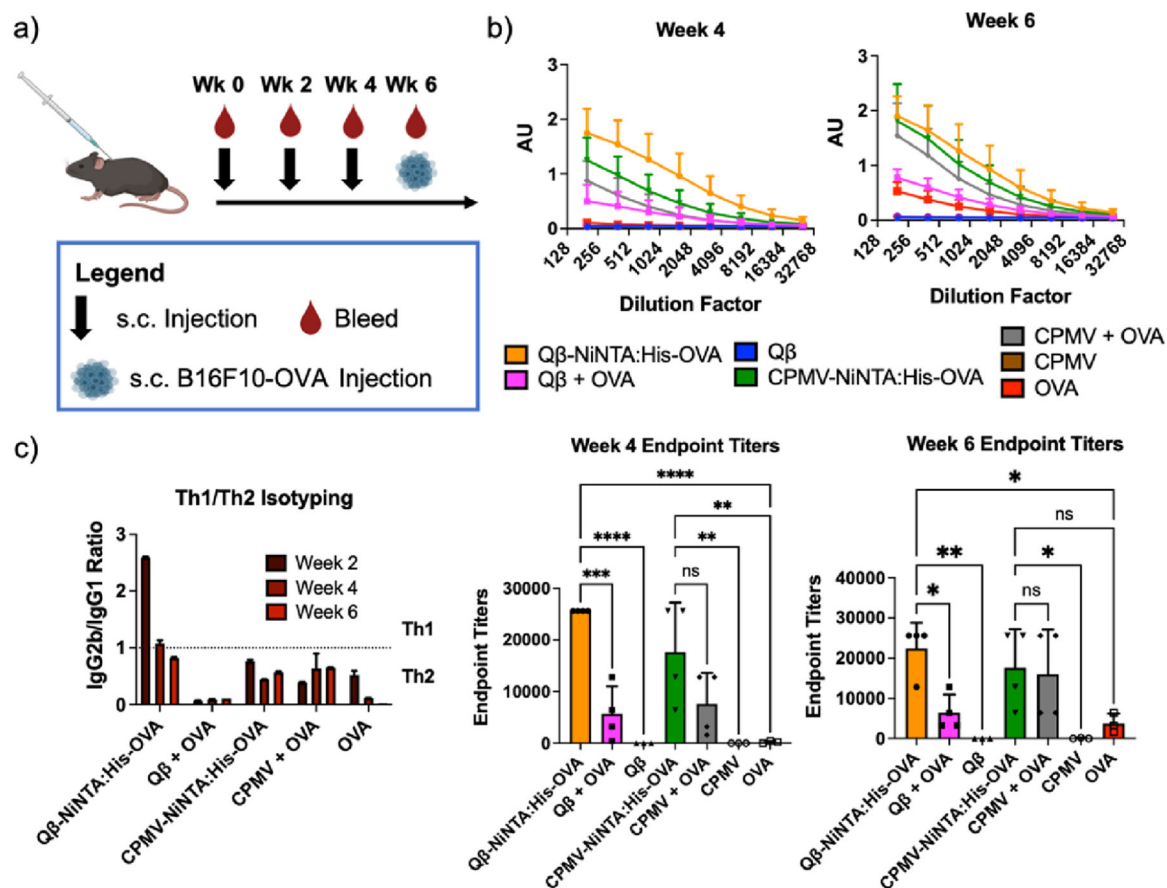 a)
Wk 0 Wk 2 Wk 4 Wk 6
Legend
s.c. Injection
Bleed
s.c. B16F10-OVA Injection
b)
Week 4
3
2
1
0
AU
128 256 512 1024 2048 4096 8192 16384 32768
Dilution Factor
Week 6
3
2
1
0
AU
128 256 512 1024 2048 4096 8192 16384 32768
Dilution Factor
Qβ-NiNTA:His-OVA
Qβ + OVA
Qβ
CPMV-NiNTA:His-OVA
CPMV + OVA
CPMV
OVA
c)
Th1/Th2 Isotyping
IgG2b/IgG1 Ratio
3
2
1
0
Week 2
Week 4
Week 6
Th1
Th2
Qβ-NiNTA:His-OVA
Qβ + OVA
CPMV-NiNTA:His-OVA
CPMV + OVA
OVA
Week 4 Endpoint Titers
****
**
****
**
***
ns
Endpoint Titers
30000
20000
10000
0
Qβ-NiNTA:His-OVA
Qβ + OVA
Qβ
CPMV-NiNTA:His-OVA
CPMV + OVA
CPMV
OVA
Week 6 Endpoint Titers
*
ns
**
*
*
ns
Endpoint Titers
40000
30000
20000
10000
0
Qβ-NiNTA:His-OVA
Qβ + OVA
Qβ
CPMV-NiNTA:His-OVA
CPMV + OVA
CPMV
OVA